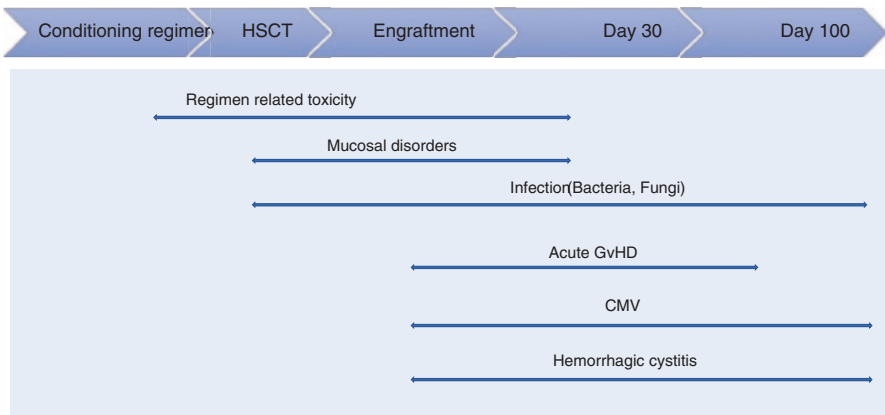 Conditioning regimen HSCT Engraftment Day 30 Day 100
Regimen related toxicity
Mucosal disorders
Infection(Bacteria, Fungi)
Acute GvHD
CMV
Hemorrhagic cystitis